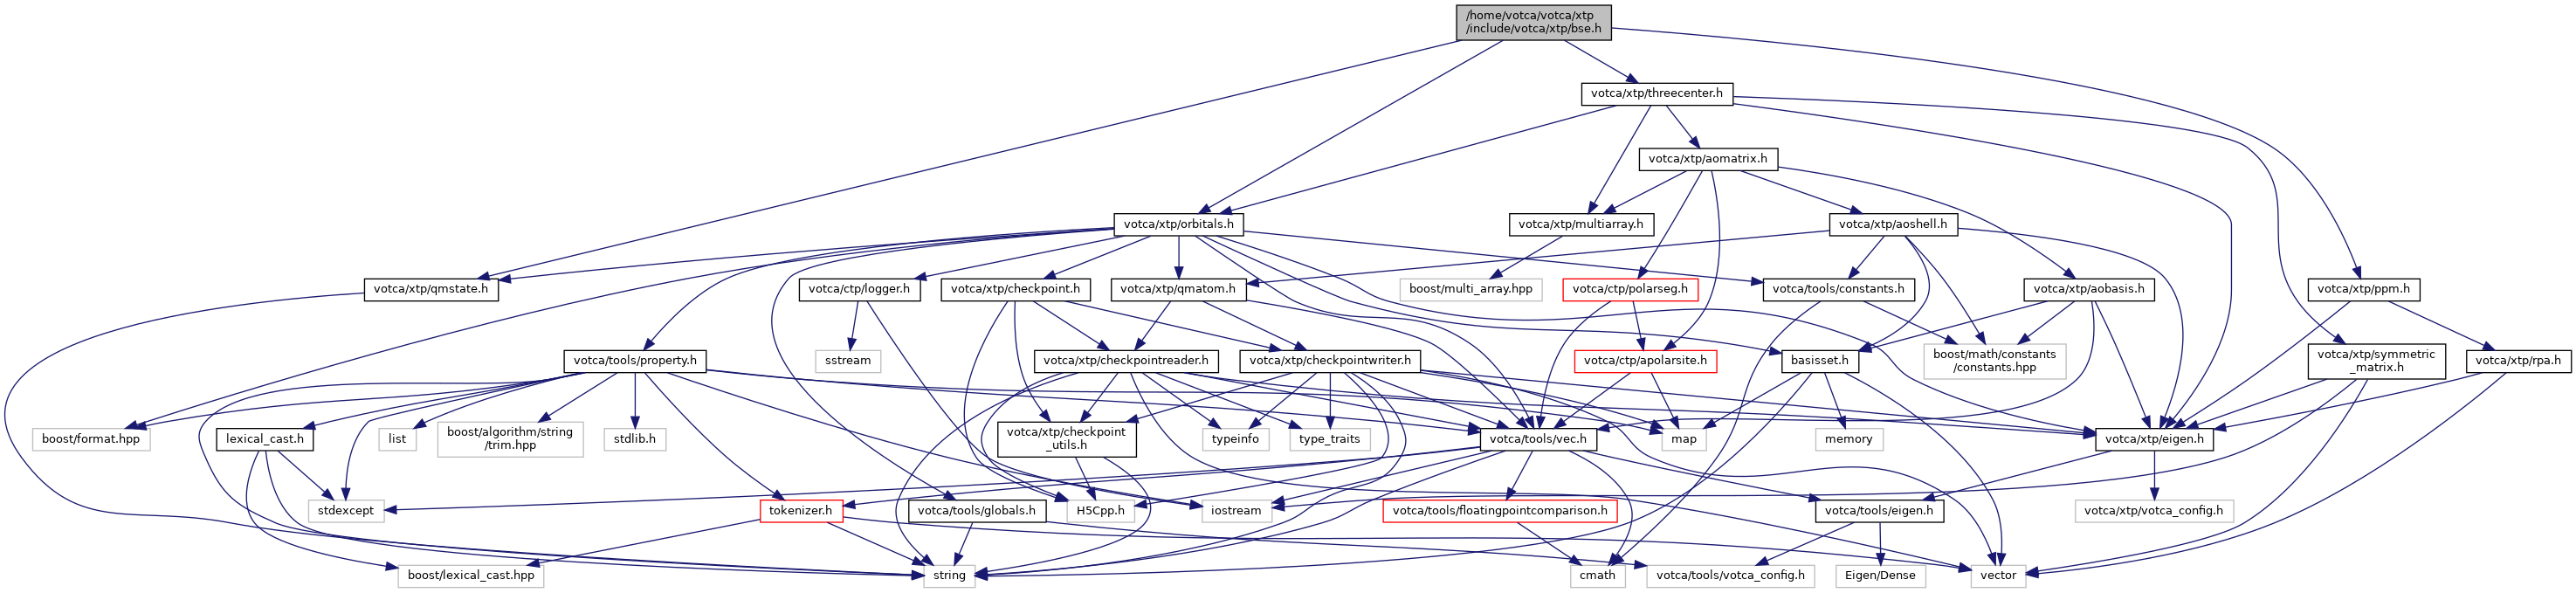 /home/votca/votca/xtp
/include/votca/xtp/bse.h
votca/xtp/threecenter.h
votca/xtp/aomatrix.h
votca/xtp/orbitals.h
votca/xtp/multiarray.h
votca/xtp/aoshell.h
votca/xtp/qmstate.h
votca/ctp/logger.h
votca/xtp/checkpoint.h
votca/xtp/qmatom.h
boost/multi_array.hpp
votca/ctp/polarseg.h
votca/tools/constants.h
votca/xtp/aobasis.h
votca/xtp/ppm.h
votca/tools/property.h
sstream
votca/xtp/checkpointreader.h
votca/xtp/checkpointwriter.h
votca/ctp/apolarsite.h
basisset.h
boost/math/constants
/constants.hpp
votca/xtp/symmetric
_matrix.h
votca/xtp/rpa.h
boost/format.hpp
lexical_cast.h
list
boost/algorithm/string
/trim.hpp
stdlib.h
votca/xtp/checkpoint
_utils.h
typeinfo
type_traits
votca/tools/vec.h
map
memory
votca/xtp/eigen.h
stdexcept
tokenizer.h
votca/tools/globals.h
H5Cpp.h
iostream
votca/tools/floatingpointcomparison.h
votca/tools/eigen.h
votca/xtp/votca_config.h
boost/lexical_cast.hpp
string
cmath
votca/tools/votca_config.h
Eigen/Dense
vector